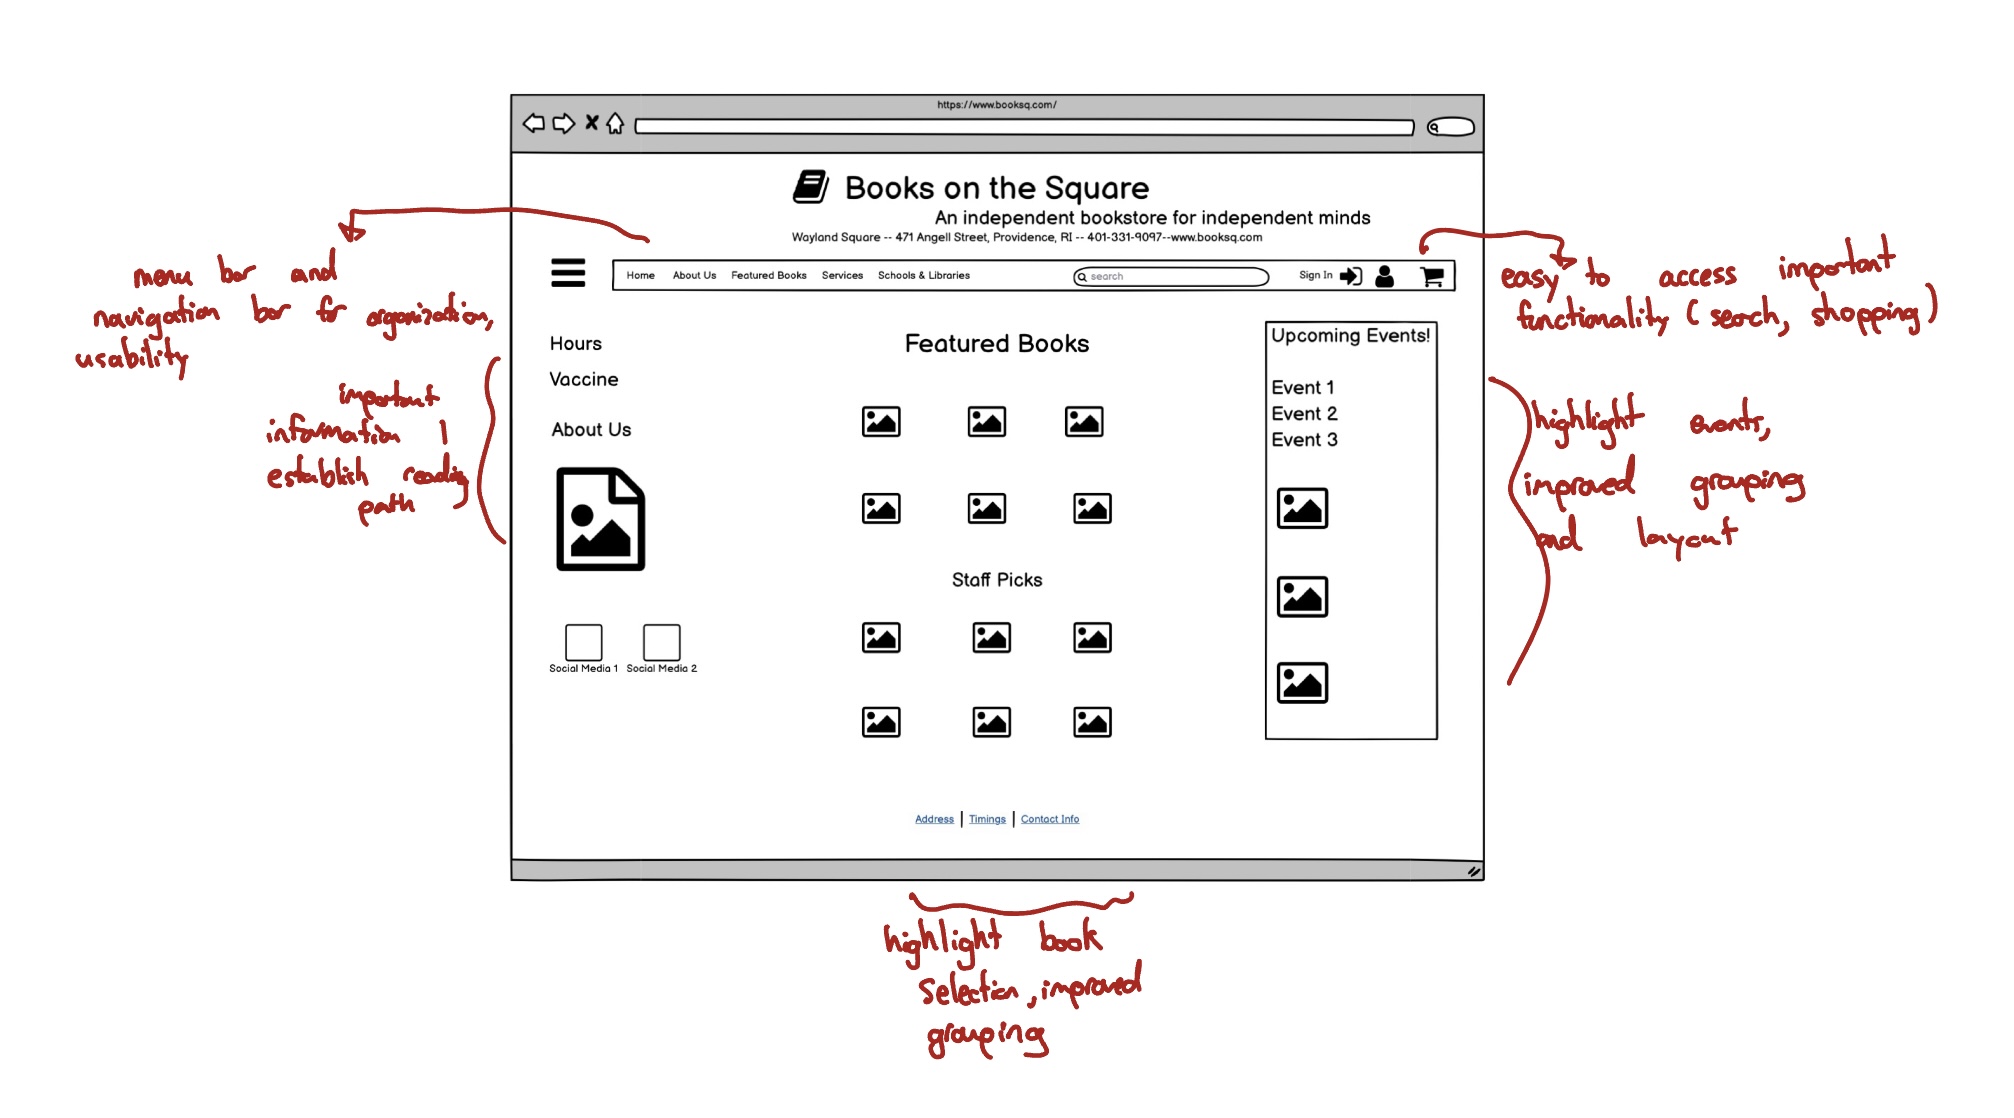 https://www.booksq.com/
Books on the Square
An independent bookstore for independent minds
Wayland Square -- 471 Angell Street, Providence, RI -- 401-331-9097--www.booksq.com
Home About Us Featured Books Services Schools & Libraries search Sign In
menu bar and
navigation bar for organization,
usability
easy to access important
functionality (search, shopping)
Hours
Vaccine
About Us
important
information /
establish reading
path
Social Media 1 Social Media 2
Featured Books
Staff Picks
Upcoming Events!
Event 1
Event 2
Event 3
highlight events,
improved grouping
and layout
Address | Timings | Contact Info
highlight book
selection, improved
grouping